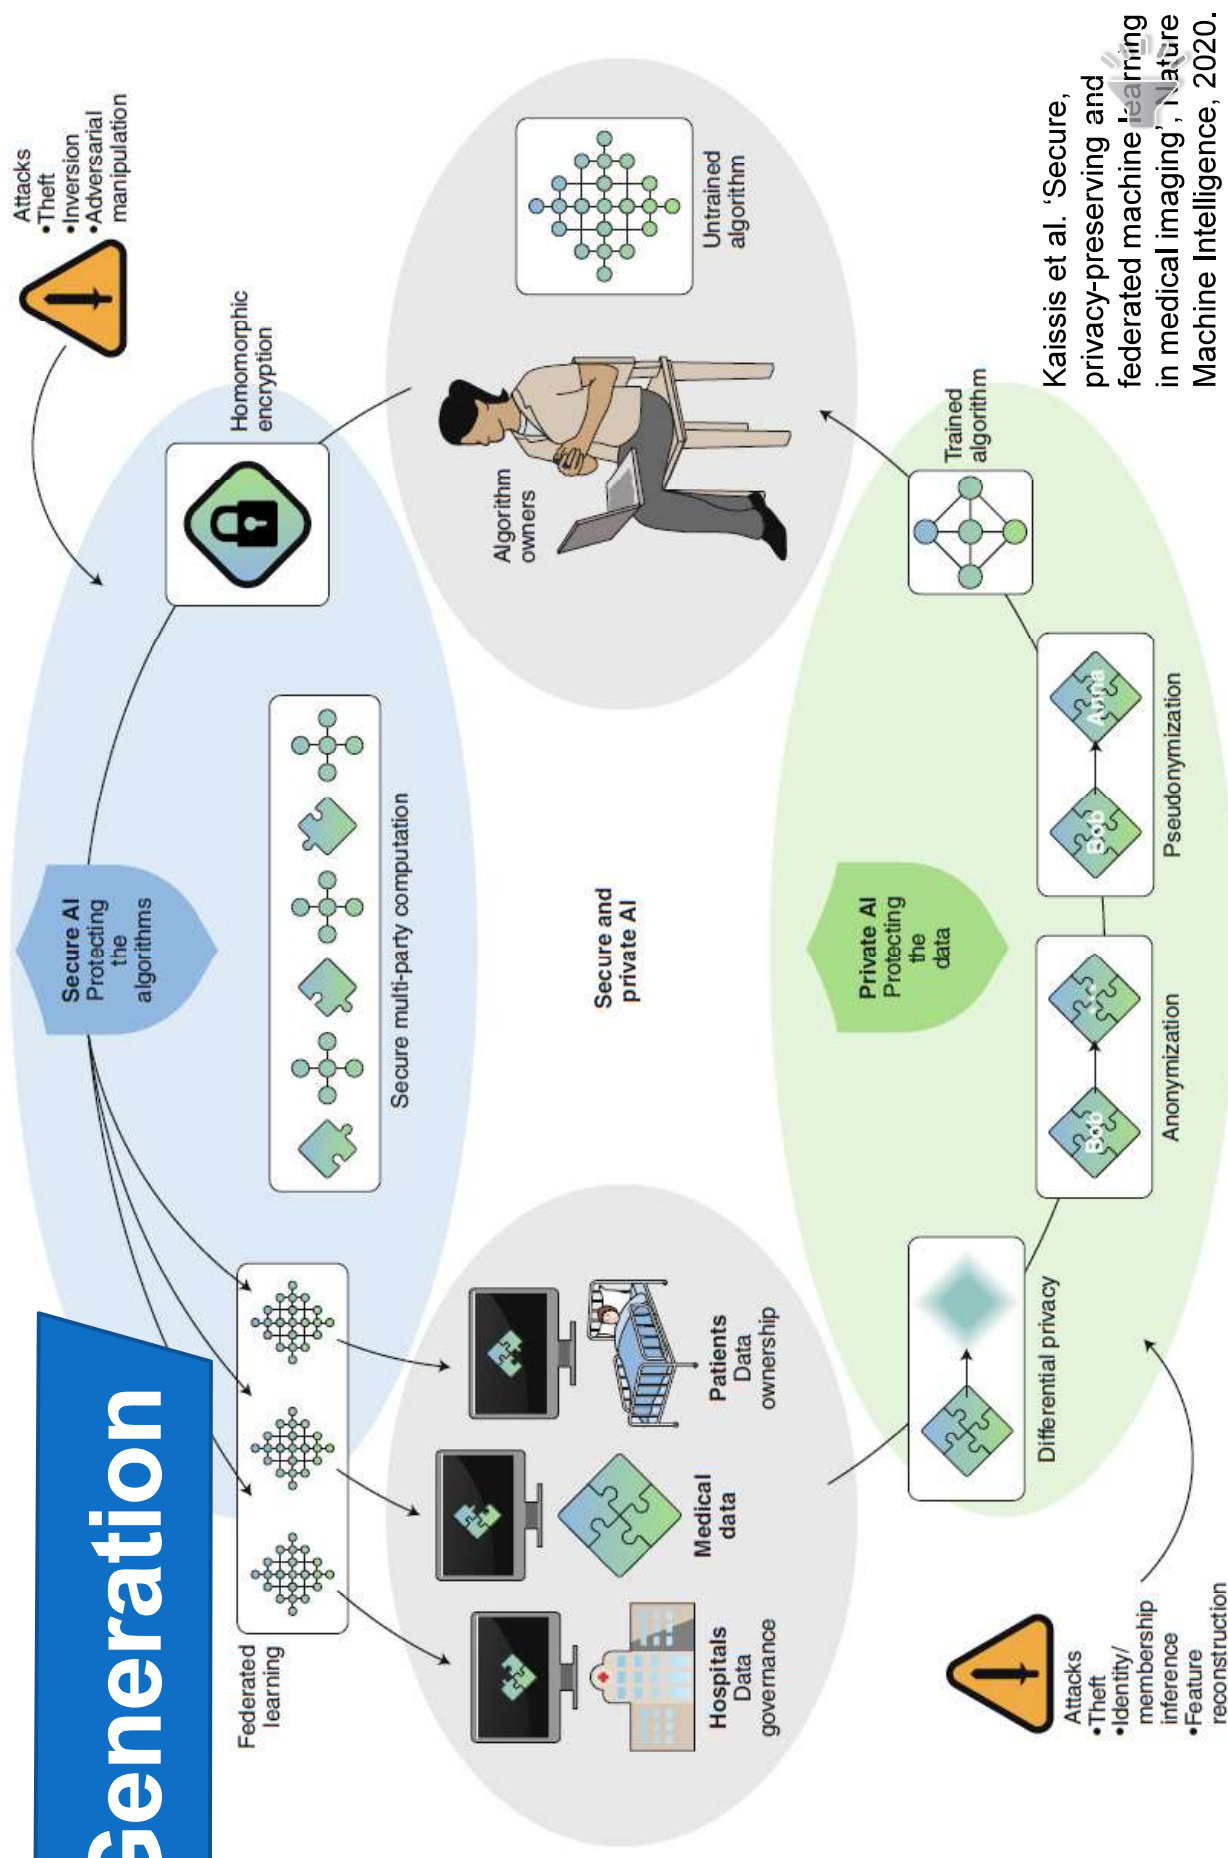 Generation
Attacks
•Theft
•Inversion
•Adversarial
manipulation
Secure AI
Protecting
the
algorithms
Homomorphic
encryption
Federated
learning
Secure multi-party computation
Algorithm
owners
Untrained
algorithm
Hospitals
Data
governance
Medical
data
Patients
Data
ownership
Secure and
private AI
Private AI
Protecting
the
data
Trained
algorithm
Differential privacy
Bob
***
Anonymization
Bob
Anna
Pseudonymization
Attacks
•Theft
•Identity/
membership
inference
•Feature
reconstruction
Kaissis et al. ‘Secure,
privacy-preserving and
federated machine learning
in medical imaging’, Nature
Machine Intelligence, 2020.